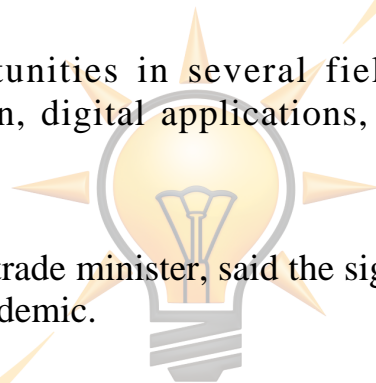 tunities in several fiel
n, digital applications,
trade minister, said the sig
demic.